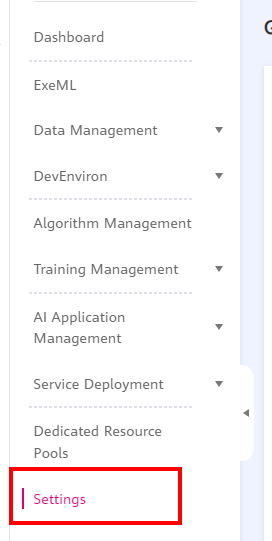 Dashboard
ExeML
Data Management
DevEnviron
Algorithm Management
Training Management
AI Application
Management
Service Deployment
Dedicated Resource
Pools
Settings